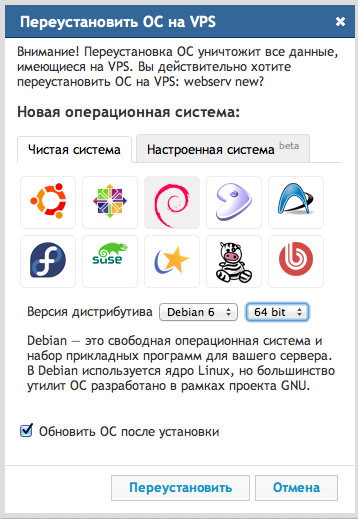 Переустановить ОС на VPS
Внимание! Переустановка ОС уничтожит все данные,
имеющиеся на VPS. Вы действительно хотите
переустановить ОС на VPS: webserv new?
Новая операционная система:
Чистая система
Настроенная система beta
SUSE
Версия дистрибутива
Debian 6
64 bit
Debian — это свободная операционная система и
набор прикладных программ для вашего сервера.
В Debian используется ядро Linux, но большинство
утилит ОС разработано в рамках проекта GNU.
Обновить ОС после установки
Переустановить
Отмена